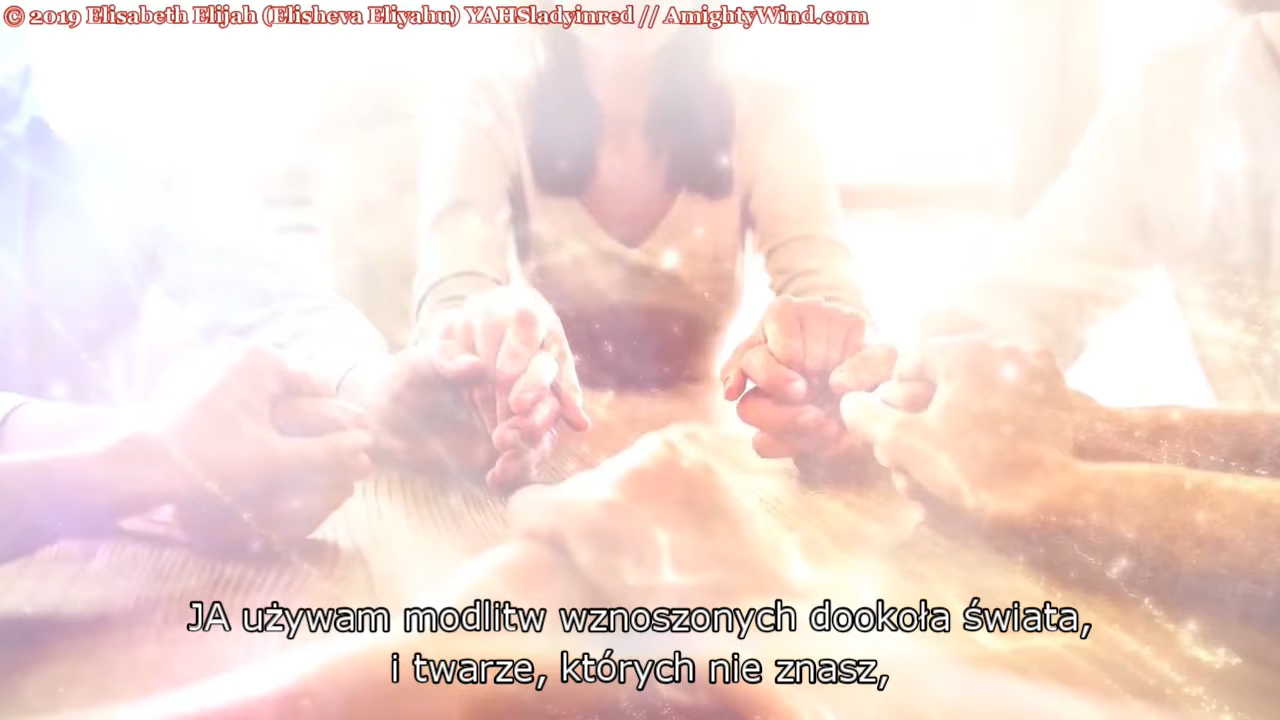 © 2019 Elisabeth Elijah (Elisheva Eliyahu) YAHSladyinred // AmightyWind.com
JA używam modlitw wznoszonych dookoła świata,
i twarze, których nie znasz,